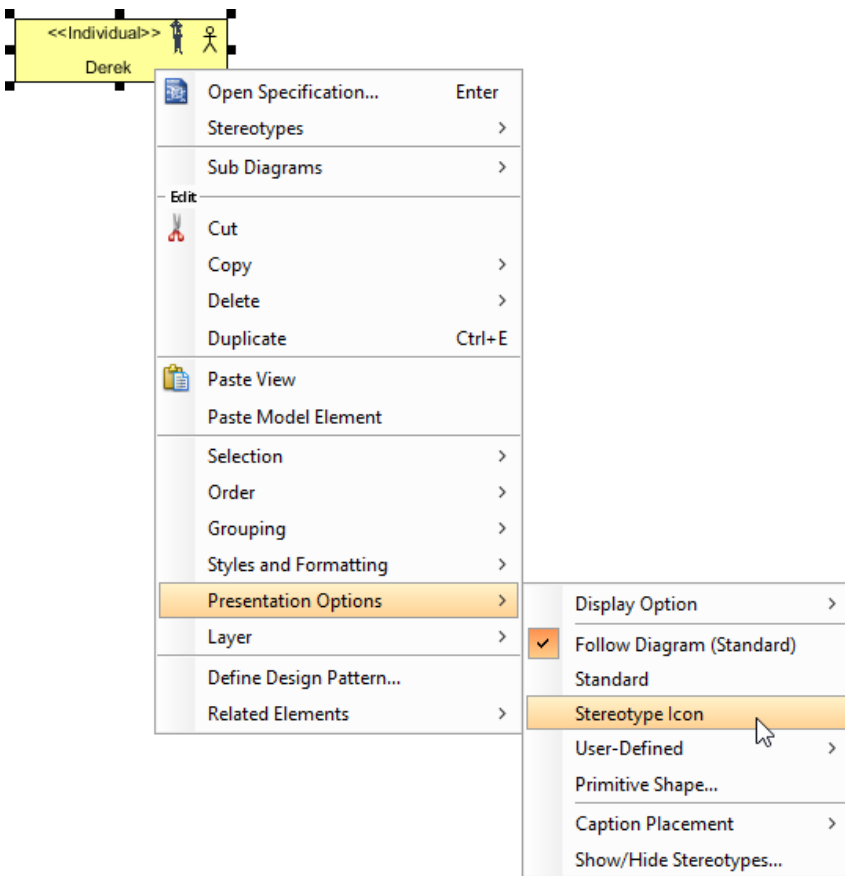 <<Individual>>
Derek
Open Specification... Enter
Stereotypes
Sub Diagrams
Edit
Cut
Copy
Delete
Duplicate Ctrl+E
Paste View
Paste Model Element
Selection
Order
Grouping
Styles and Formatting
Presentation Options
Layer
Define Design Pattern...
Related Elements
Display Option
Follow Diagram (Standard)
Standard
Stereotype Icon
User-Defined
Primitive Shape...
Caption Placement
Show/Hide Stereotypes...